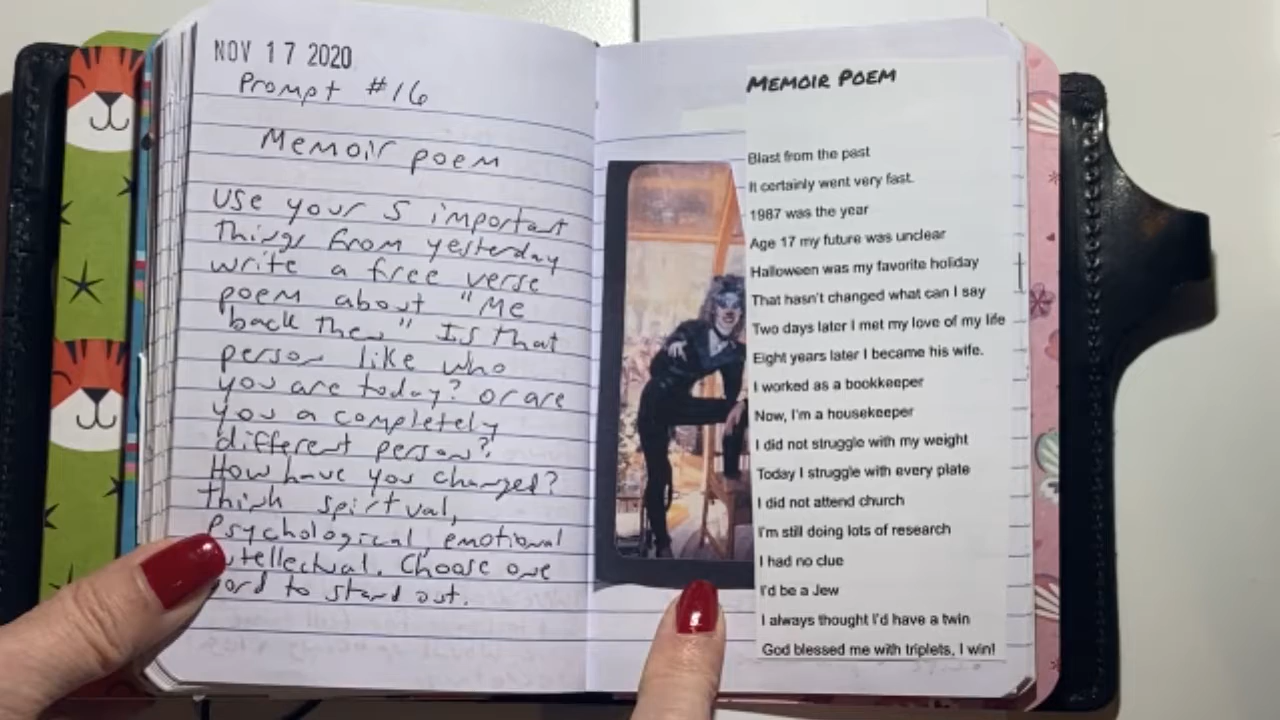 NOV 17 2020
Prompt #16
Memoir poem
Use your 5 important
things from yesterday
write a free verse
poem about "Me
back then" Is that
person like who
you are today? or are
you a completely
different person?
How have you changed?
think spirtual,
psychological, emotional
to stand out. Choose one
MEMOIR POEM
Blast from the past
It certainly went very fast.
1987 was the year
Age 17 my future was unclear
Halloween was my favorite holiday
That hasn't changed what can I say
Two days later I met my love of my life
Eight years later I became his wife.
I worked as a bookkeeper
Now, I'm a housekeeper
I did not struggle with my weight
Today I struggle with every plate
I did not attend church
I'm still doing lots of research
I had no clue
I'd be a Jew
I always thought I'd have a twin
God blessed me with triplets, I win!